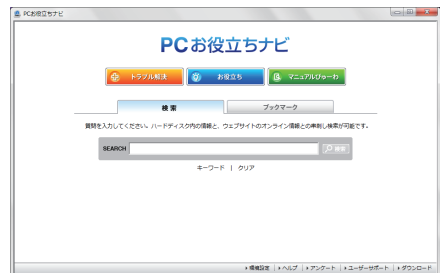 PCお役立ちナビ
PCお役立ちナビ
トラブル解決 お役立ち マニュアルびゅーわ
検 索 ブックマーク
質問を入力してください。ハードディスク内の情報と、ウェブサイトのオンライン情報との串刺し検索が可能です。
SEARCH 検索
キーワード | クリア
環境設定 ヘルプ アンケート ユーザーサポート ダウンロード